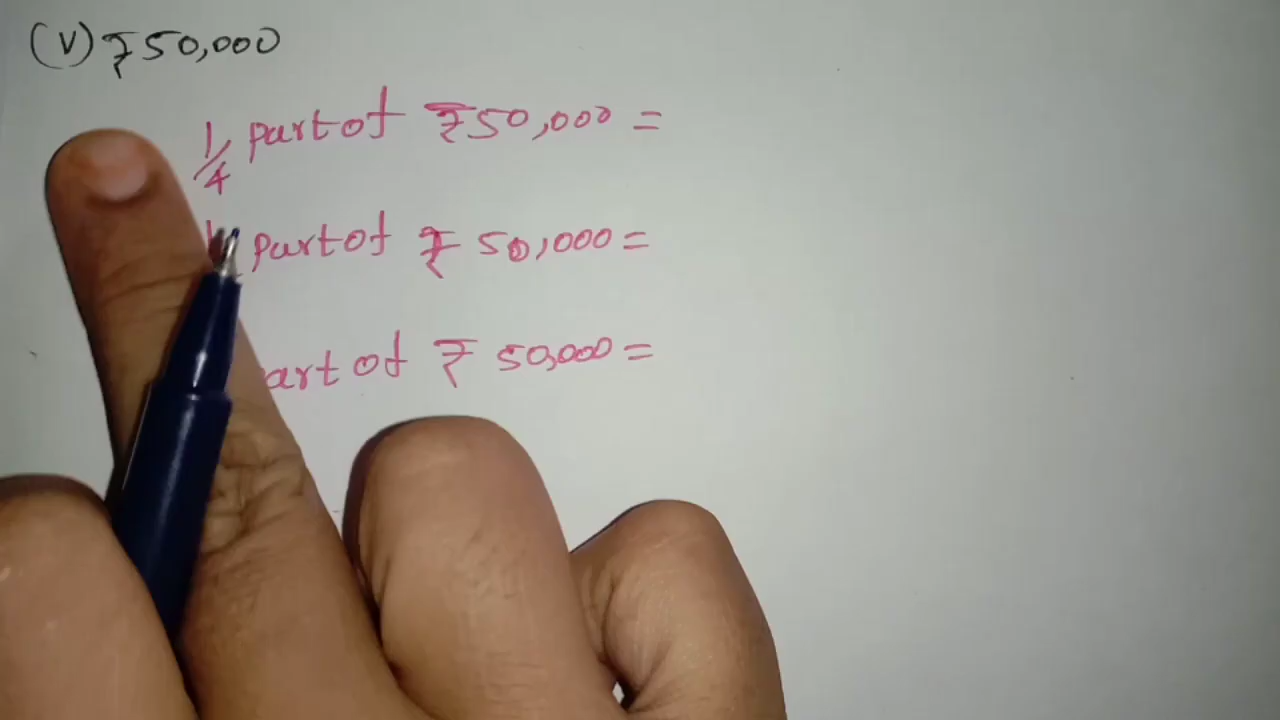 (v) ₹50,000
1/4 part of ₹50,000 =
part of ₹ 50,000 =
art of ₹ 50,000 =